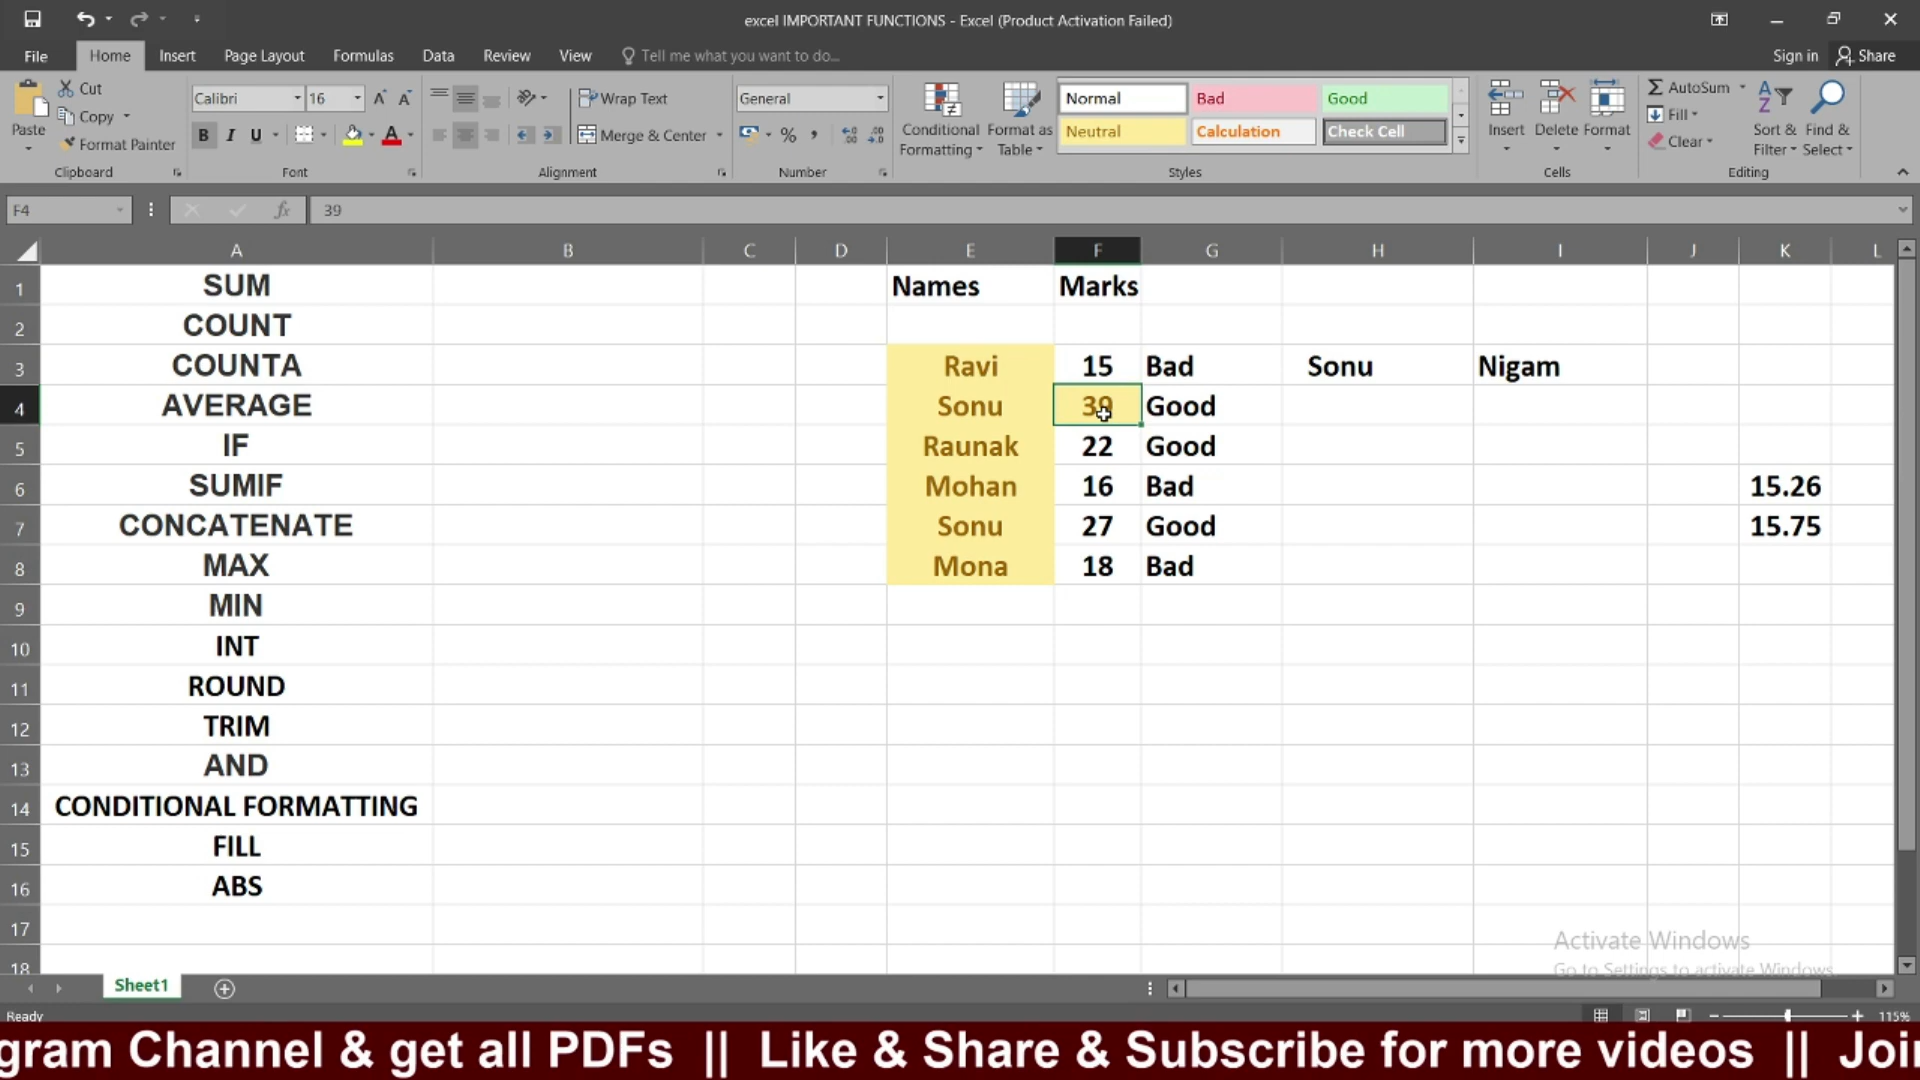 excel IMPORTANT FUNCTIONS - Excel (Product Activation Failed)
File Home Insert Page Layout Formulas Data Review View Tell me what you want to do... Sign in Share
Paste Cut Copy Format Painter
Clipboard
Calibri 16
B I U A
Font
Wrap Text
Merge & Center
Alignment
General
%
Number
Conditional Formatting Format as Table
Normal Bad Good
Neutral Calculation Check Cell
Styles
Insert Delete Format
Cells
AutoSum
Fill
Clear
Sort & Filter Find & Select
Editing
F4 fx 39
A B C D E F G H I J K L
1 SUM Names Marks
2 COUNT
3 COUNTA Ravi 15 Bad Sonu Nigam
4 AVERAGE Sonu 39 Good
5 IF Raunak 22 Good
6 SUMIF Mohan 16 Bad 15.26
7 CONCATENATE Sonu 27 Good 15.75
8 MAX Mona 18 Bad
9 MIN
10 INT
11 ROUND
12 TRIM
13 AND
14 CONDITIONAL FORMATTING
15 FILL
16 ABS
17
18
Activate Windows
Go to Settings to activate Windows.
Sheet1
Ready 115%
gram Channel & get all PDFs || Like & Share & Subscribe for more videos || Joi